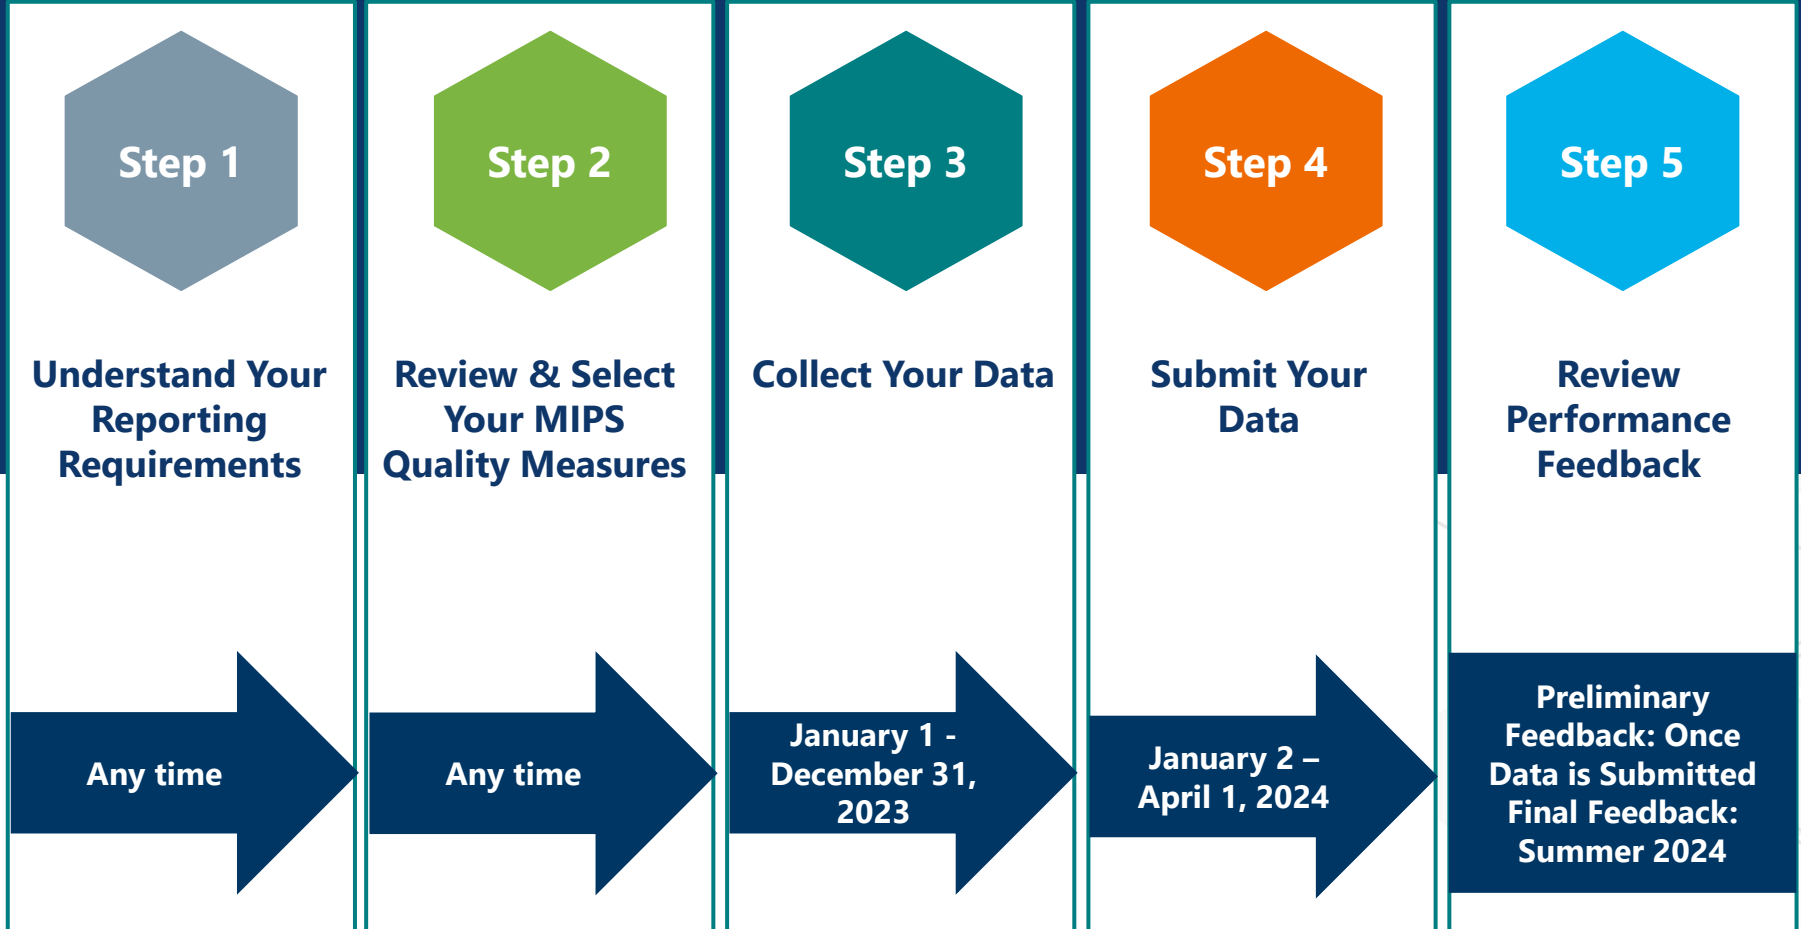 Step 1
Understand Your
Reporting
Requirements
Any time
Step 2
Review & Select
Your MIPS
Quality Measures
Any time
Step 3
Collect Your Data
January 1 -
December 31,
2023
Step 4
Submit Your
Data
January 2 –
April 1, 2024
Step 5
Review
Performance
Feedback
Preliminary
Feedback: Once
Data is Submitted
Final Feedback:
Summer 2024